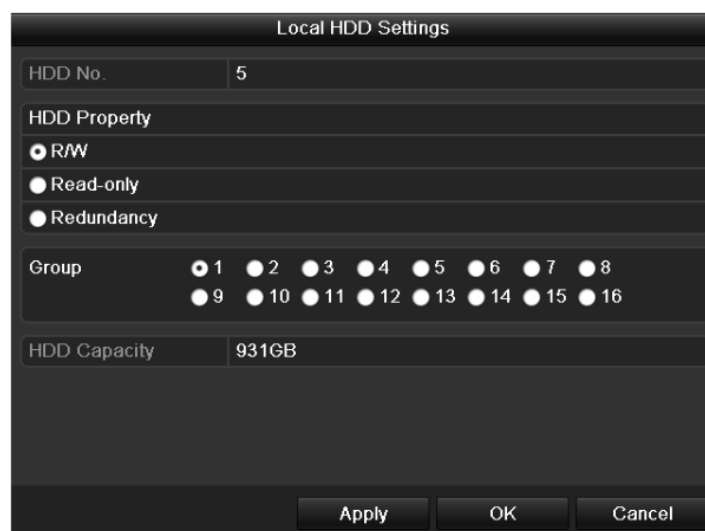 Local HDD Settings
HDD No. 5
HDD Property
R/W
Read-only
Redundancy
Group 1 2 3 4 5 6 7 8
9 10 11 12 13 14 15 16
HDD Capacity 931GB
Apply OK Cancel